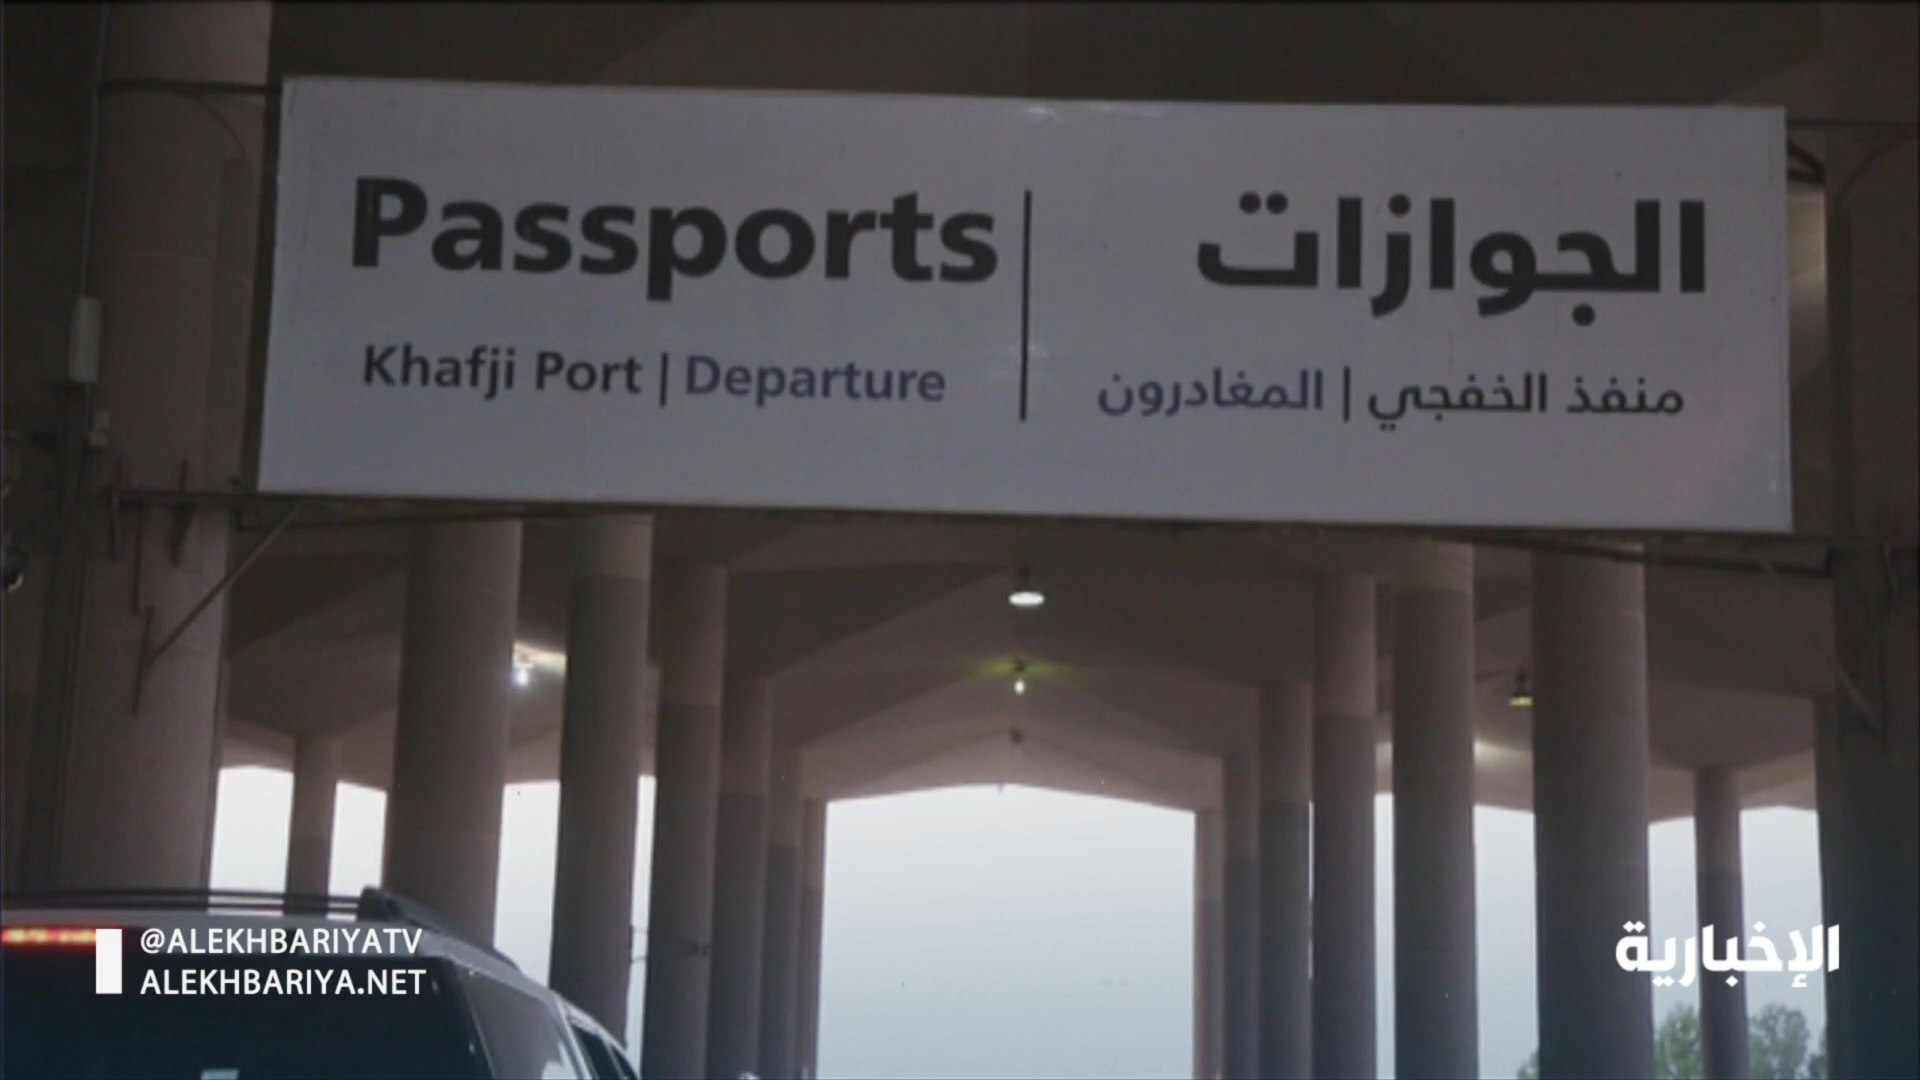 Passports | الجوازات
Khafji Port | Departure
منفذ الخفجي | المغادرون
@ALEKHBARIYATV
ALEKHBARIYA.NET
الإخبارية